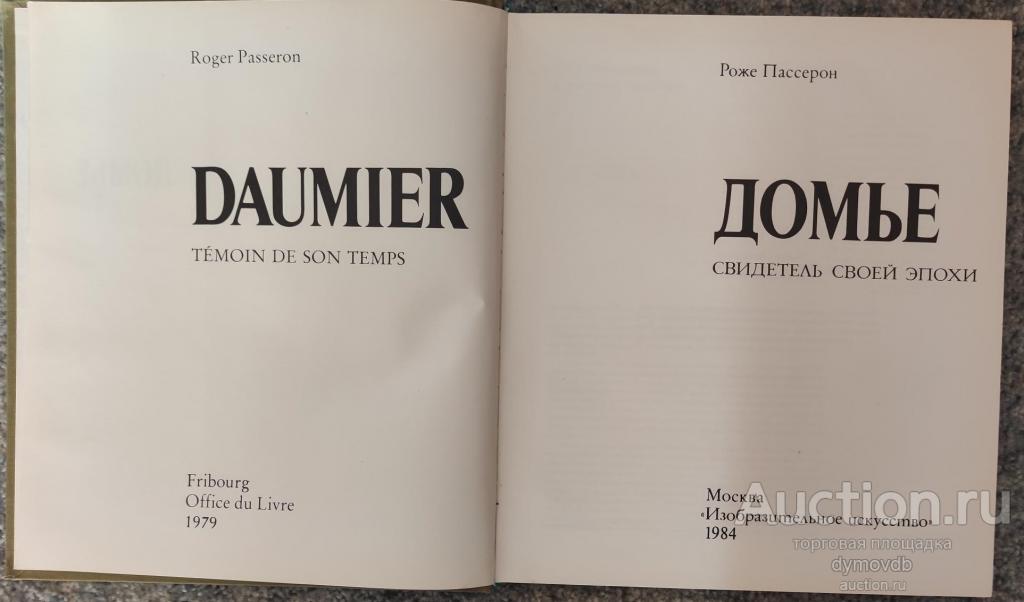 Roger Passeron
DAUMIER
TÉMOIN DE SON TEMPS
Fribourg
Office du Livre
1979
Роже Пассерон
ДОМЬЕ
СВИДЕТЕЛЬ СВОЕЙ ЭПОХИ
Москва
«Изобразительное искусство»
1984
Auction.ru
торговая площадка
dymovdb
auction.ru